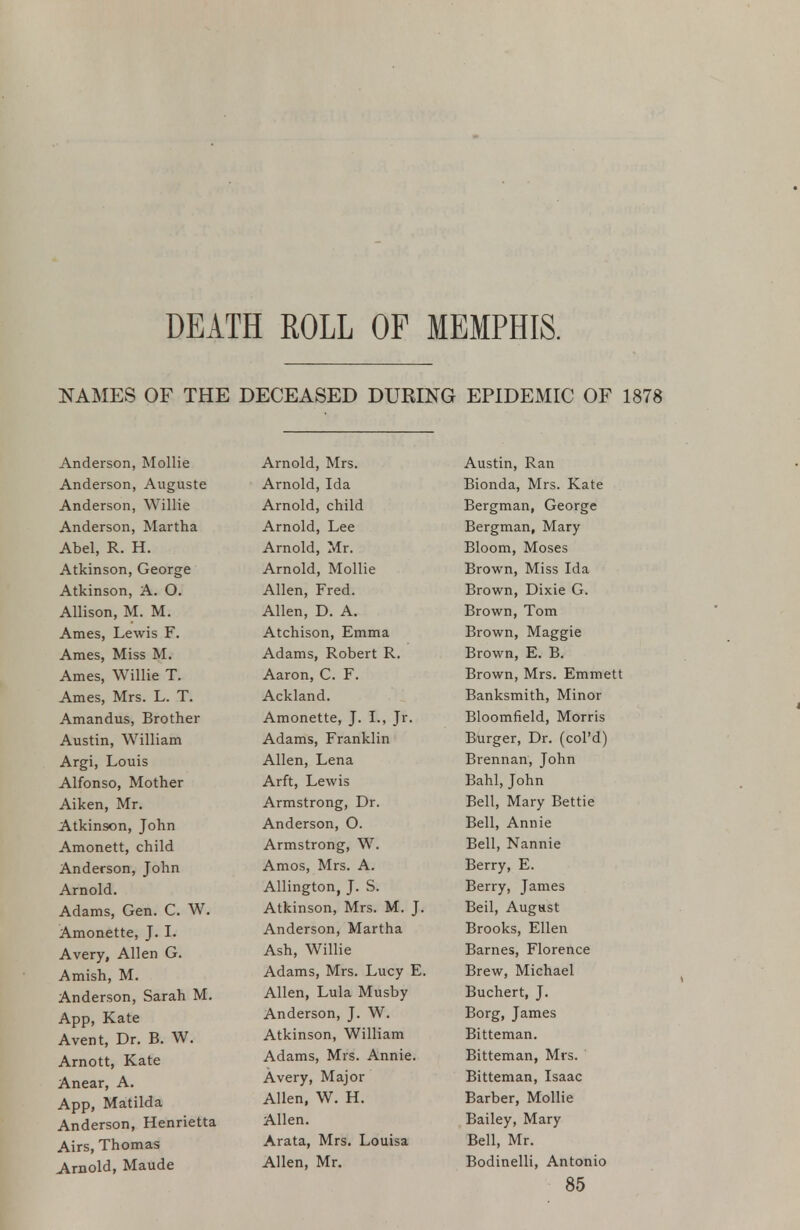 DEATH ROLL OF MEMPHIS.
NAMES OF THE DECEASED DURING EPIDEMIC OF 1878
Anderson, Mollie
Anderson, Auguste
Anderson, Willie
Anderson, Martha
Abel, R. H.
Atkinson, George
Atkinson, A. O.
Allison, M. M.
Ames, Lewis F.
Ames, Miss M.
Ames, Willie T.
Ames, Mrs. L. T.
Amandus, Brother
Austin, William
Argi, Louis
Alfonso, Mother
Aiken, Mr.
Atkinson, John
Amonett, child
Anderson, John
Arnold.
Adams, Gen. C. W.
Amonette, J. I.
Avery, Allen G.
Amish, M.
Anderson, Sarah M.
App, Kate
Avent, Dr. B. W.
Arnott, Kate
Anear, A.
App, Matilda
Anderson, Henrietta
Airs, Thomas
Arnold, Maude
Arnold, Mrs.
Arnold, Ida
Arnold, child
Arnold, Lee
Arnold, Mr.
Arnold, Mollie
Allen, Fred.
Allen, D. A.
Atchison, Emma
Adams, Robert R.
Aaron, C. F.
Ackland.
Amonette, J. I., Jr.
Adams, Franklin
Allen, Lena
Arft, Lewis
Armstrong, Dr.
Anderson, O.
Armstrong, W.
Amos, Mrs. A.
Allington, J. S.
Atkinson, Mrs. M. J.
Anderson, Martha
Ash, Willie
Adams, Mrs. Lucy E.
Allen, Lula Musby
Anderson, J. W.
Atkinson, William
Adams, Mrs. Annie.
Avery, Major
Allen, W. H.
Allen.
Arata, Mrs. Louisa
Allen, Mr.
Austin, Ran
Bionda, Mrs. Kate
Bergman, George
Bergman, Mary
Bloom, Moses
Brown, Miss Ida
Brown, Dixie G.
Brown, Tom
Brown, Maggie
Brown, E. B.
Brown, Mrs. Emmett
Banksmith, Minor
Bloomfield, Morris
Burger, Dr. (col'd)
Brennan, John
Bahl, John
Bell, Mary Bettie
Bell, Annie
Bell, Nannie
Berry, E.
Berry, James
Beil, August
Brooks, Ellen
Barnes, Florence
Brew, Michael
Buchert, J.
Borg, James
Bitteman.
Bitteman, Mrs.
Bitteman, Isaac
Barber, Mollie
Bailey, Mary
Bell, Mr.
Bodinelli, Antonio
85